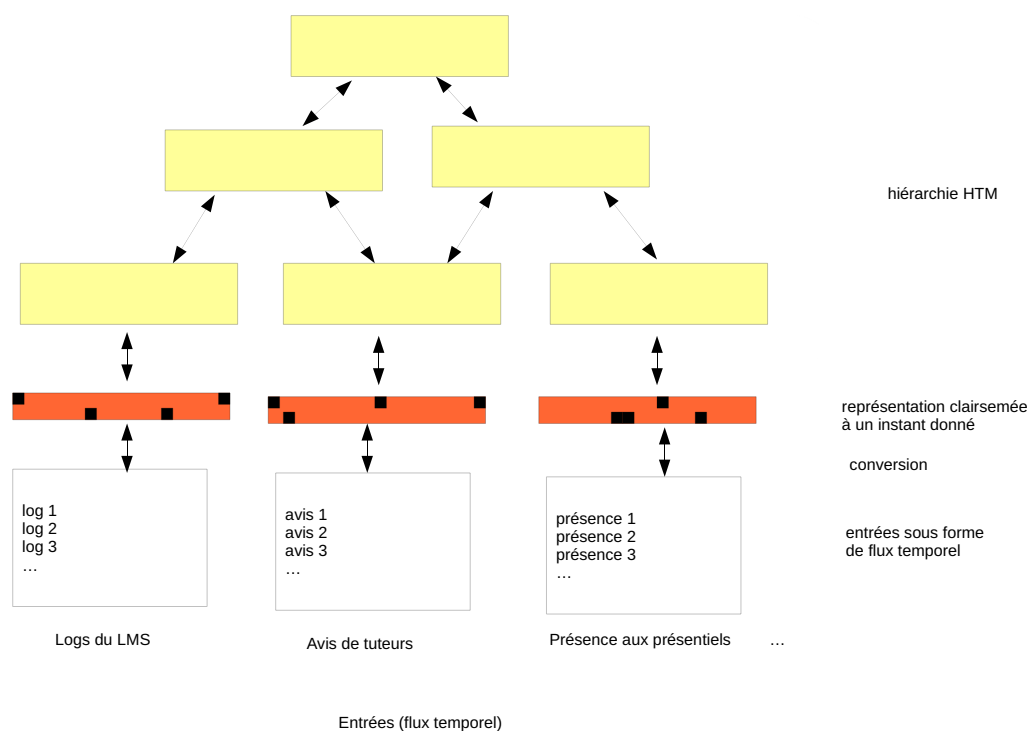 hiérarchie HTM
représentation clairsemée
à un instant donné
conversion
log 1
log 2
log 3
…
avis 1
avis 2
avis 3
…
présence 1
présence 2
présence 3
…
entrées sous forme
de flux temporel
Logs du LMS
Avis de tuteurs
Présence aux présentiels
…
Entrées (flux temporel)